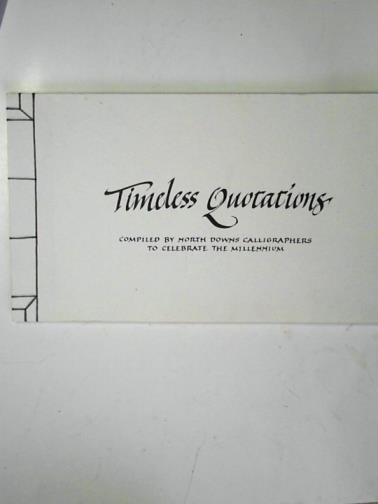 Timeless Quotations
COMPILED BY NORTH DOWNS CALLIGRAPHERS
TO CELEBRATE THE MILLENNIUM